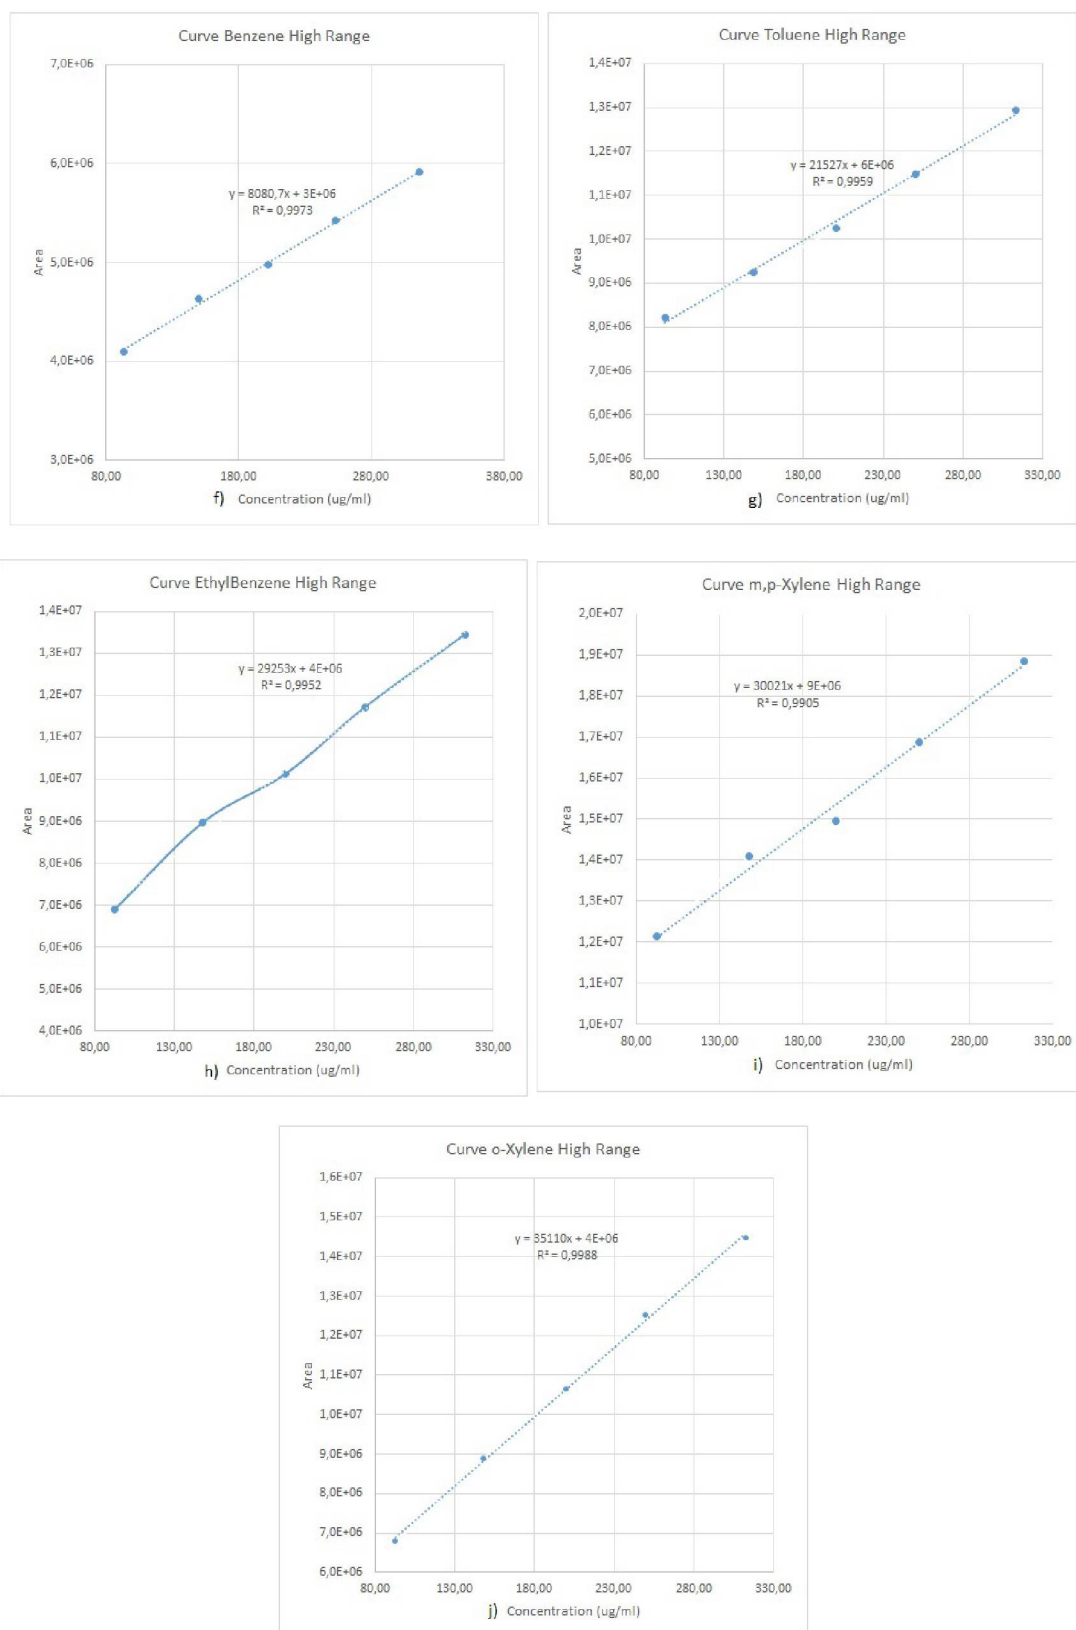 Curve Benzene High Range
7,0E+06
6,0E+06
5,0E+06
4,0E+06
3,0E+06
Area
y = 8080,7x + 3E+06
R² = 0,9973
80,00 180,00 280,00 380,00
f) Concentration (ug/ml)
Curve Toluene High Range
1,4E+07
1,3E+07
1,2E+07
1,1E+07
1,0E+07
9,0E+06
8,0E+06
7,0E+06
6,0E+06
5,0E+06
Area
y = 21527x + 6E+06
R² = 0,9959
80,00 130,00 180,00 230,00 280,00 330,00
g) Concentration (ug/ml)
Curve EthylBenzene High Range
1,4E+07
1,3E+07
1,2E+07
1,1E+07
1,0E+07
9,0E+06
8,0E+06
7,0E+06
6,0E+06
5,0E+06
4,0E+06
Area
y = 29253x + 4E+06
R² = 0,9952
80,00 130,00 180,00 230,00 280,00 330,00
h) Concentration (ug/ml)
Curve m,p-Xylene High Range
2,0E+07
1,9E+07
1,8E+07
1,7E+07
1,6E+07
1,5E+07
1,4E+07
1,3E+07
1,2E+07
1,1E+07
1,0E+07
Area
y = 30021x + 9E+06
R² = 0,9905
80,00 130,00 180,00 230,00 280,00 330,00
i) Concentration (ug/ml)
Curve o-Xylene High Range
1,6E+07
1,5E+07
1,4E+07
1,3E+07
1,2E+07
1,1E+07
1,0E+07
9,0E+06
8,0E+06
7,0E+06
6,0E+06
Area
y = 35110x + 4E+06
R² = 0,9988
80,00 130,00 180,00 230,00 280,00 330,00
j) Concentration (ug/ml)